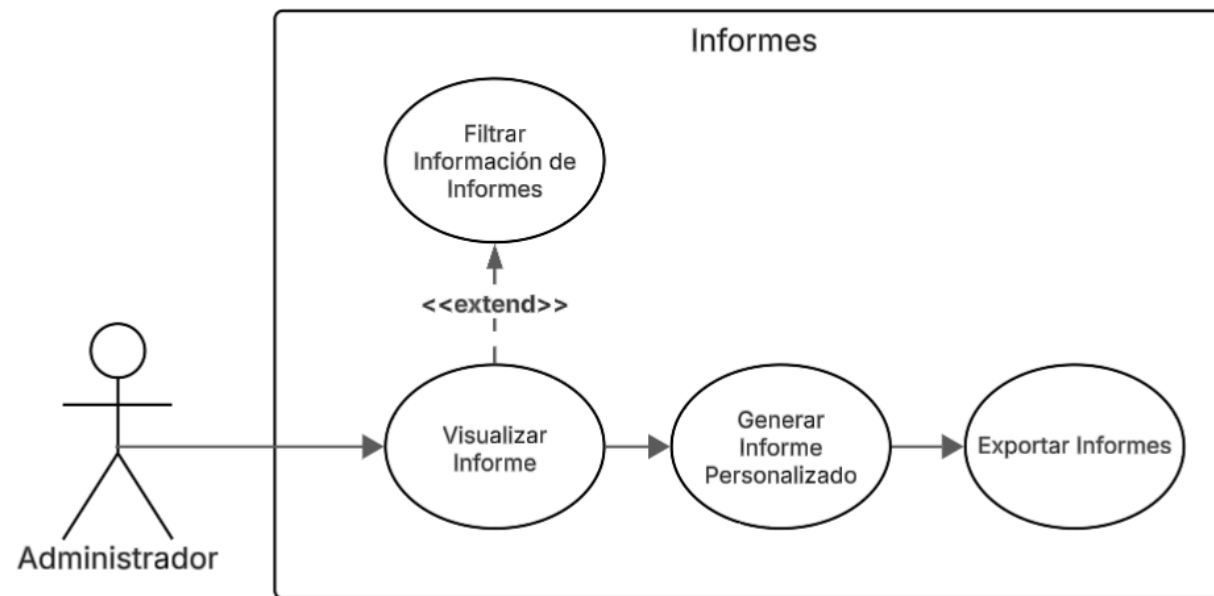 Informes
Filtrar
Información de
Informes
<<extend>>
Visualizar
Informe
Generar
Informe
Personalizado
Exportar Informes
Administrador